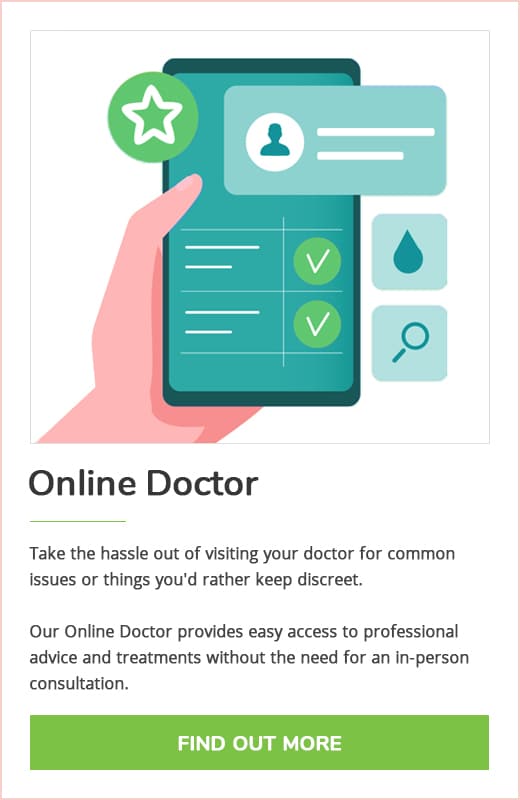 Online Doctor
Take the hassle out of visiting your doctor for common
issues or things you'd rather keep discreet.
Our Online Doctor provides easy access to professional
advice and treatments without the need for an in-person
consultation.
FIND OUT MORE